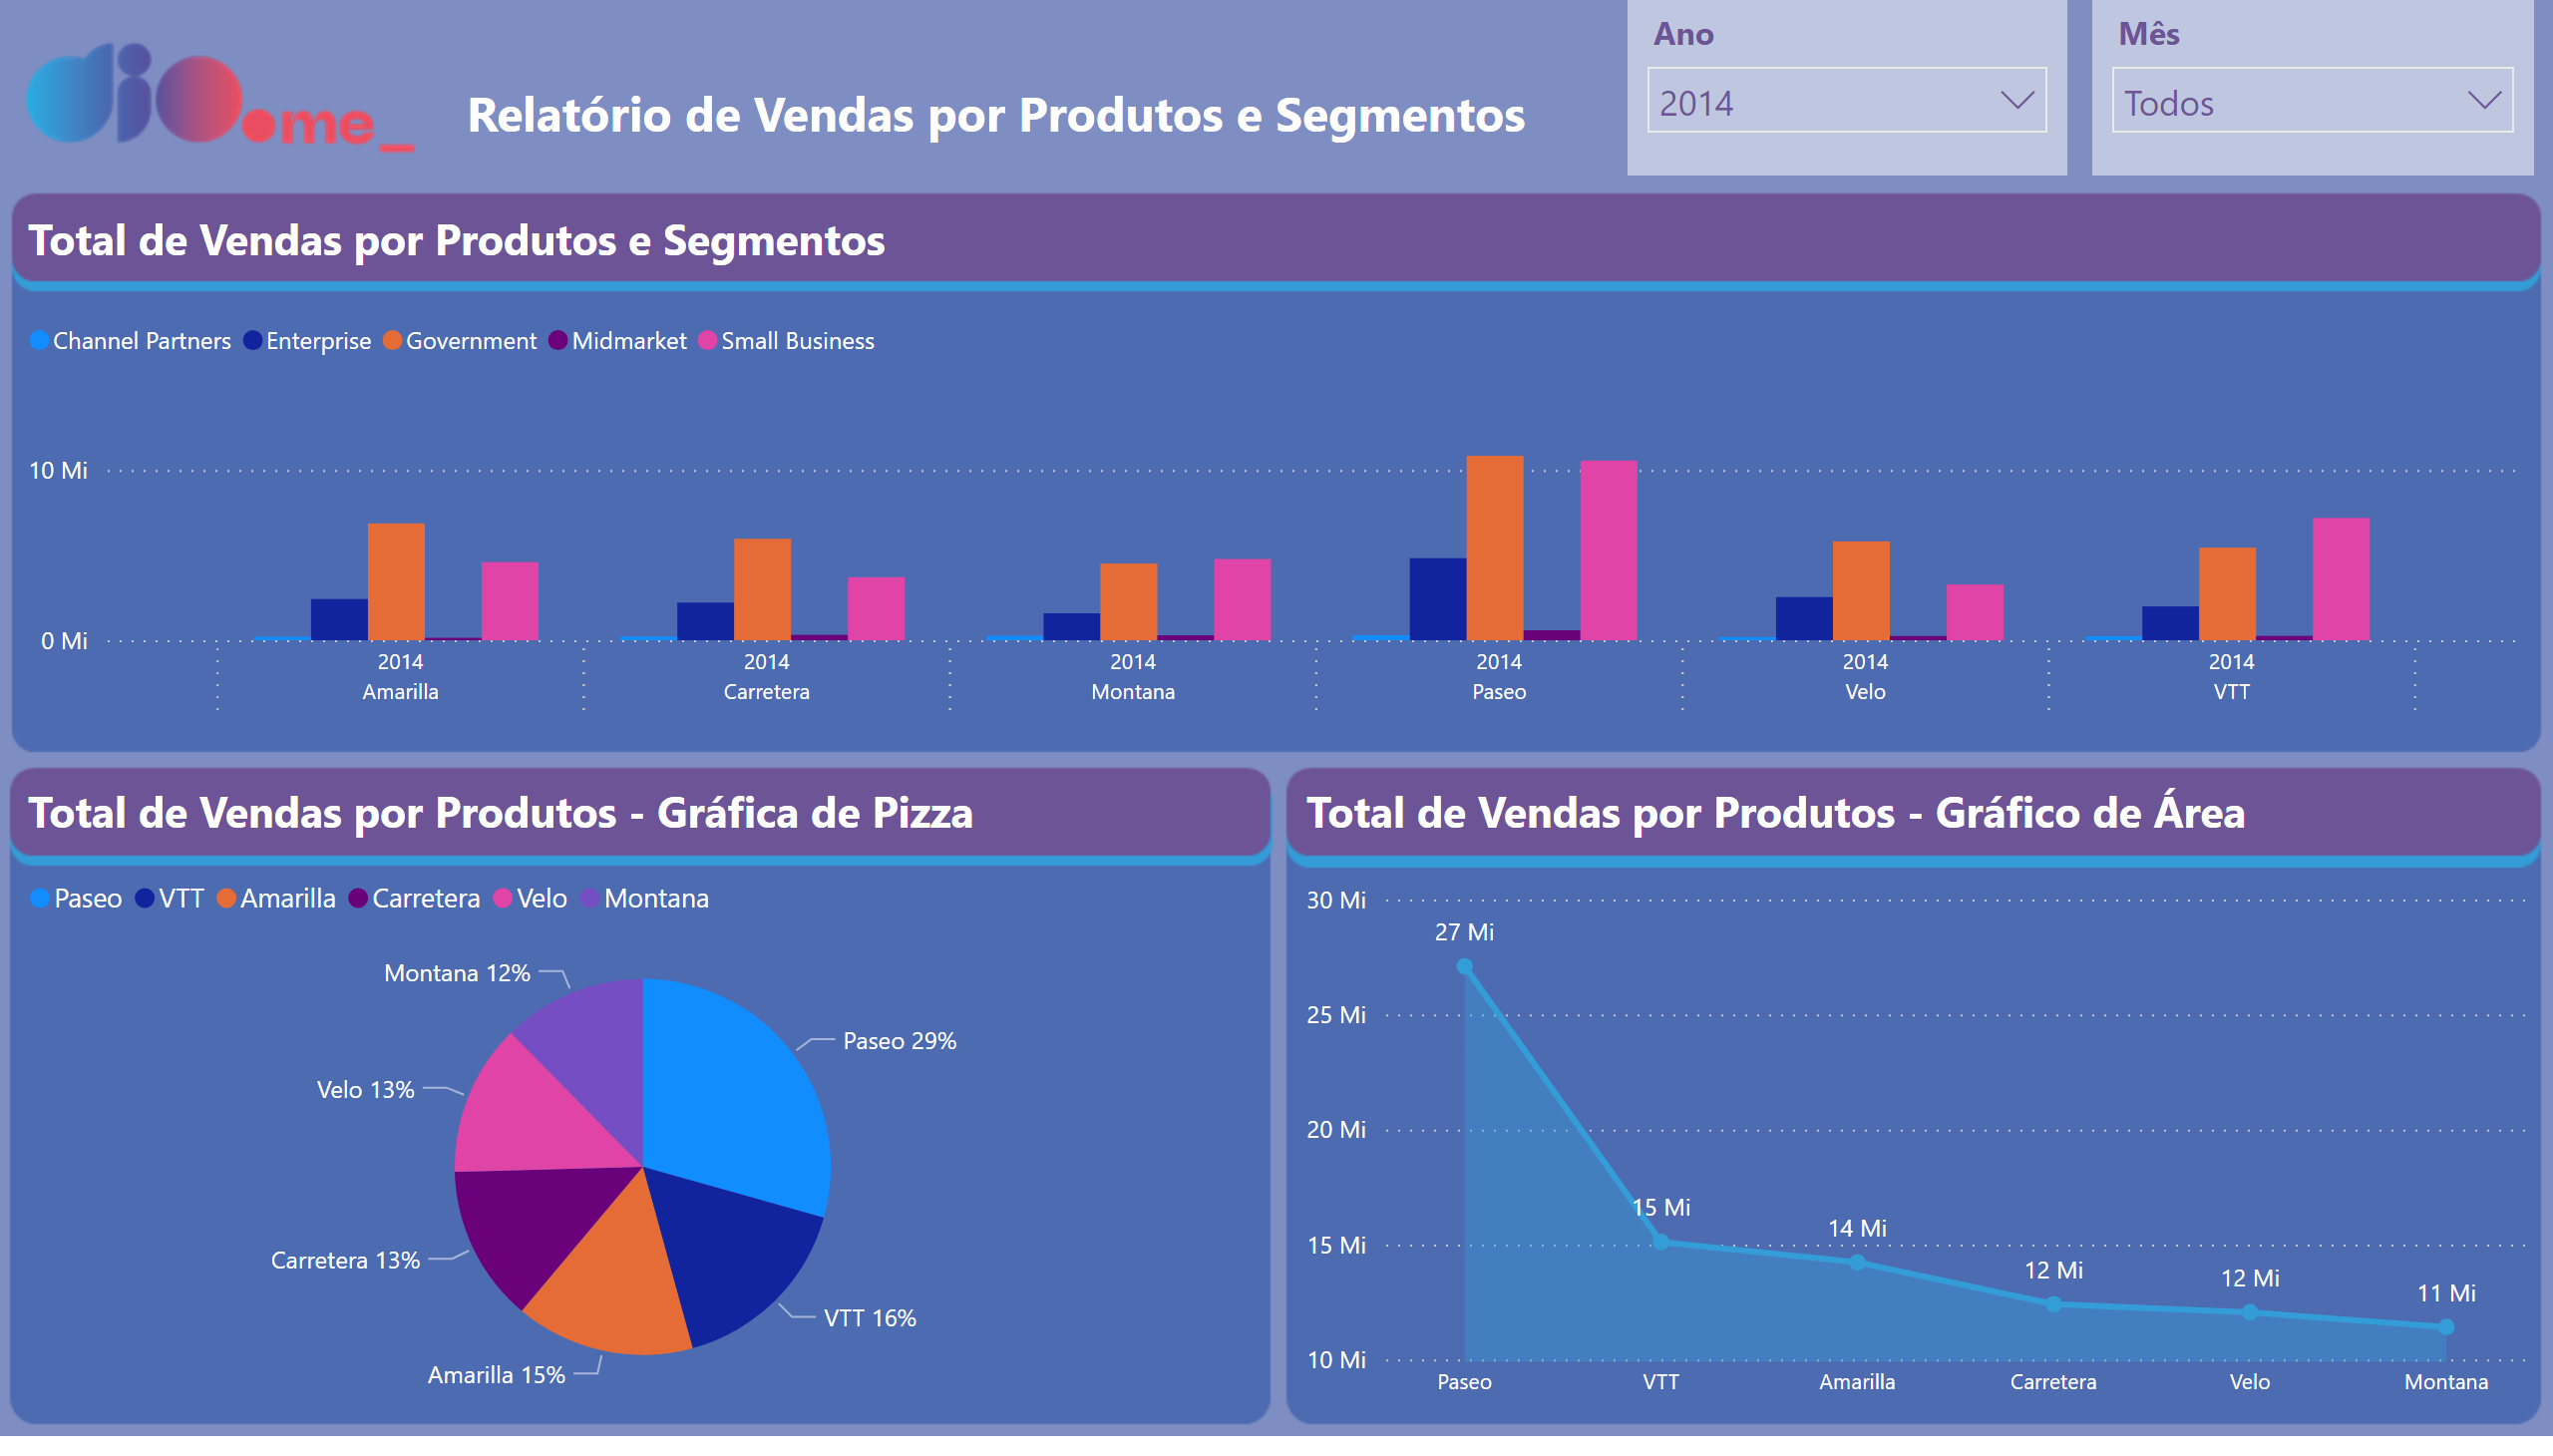 dio.me_
Relatório de Vendas por Produtos e Segmentos
Ano
2014
Mês
Todos
Total de Vendas por Produtos e Segmentos
Channel Partners Enterprise Government Midmarket Small Business
10 Mi
0 Mi
2014 2014 2014 2014 2014 2014
Amarilla Carretera Montana Paseo Velo VTT
Total de Vendas por Produtos - Gráfica de Pizza
Paseo VTT Amarilla Carretera Velo Montana
Montana 12%
Paseo 29%
Velo 13%
Carretera 13%
VTT 16%
Amarilla 15%
Total de Vendas por Produtos - Gráfico de Área
30 Mi
27 Mi
25 Mi
20 Mi
15 Mi
14 Mi
15 Mi
12 Mi
12 Mi
11 Mi
10 Mi
Paseo VTT Amarilla Carretera Velo Montana